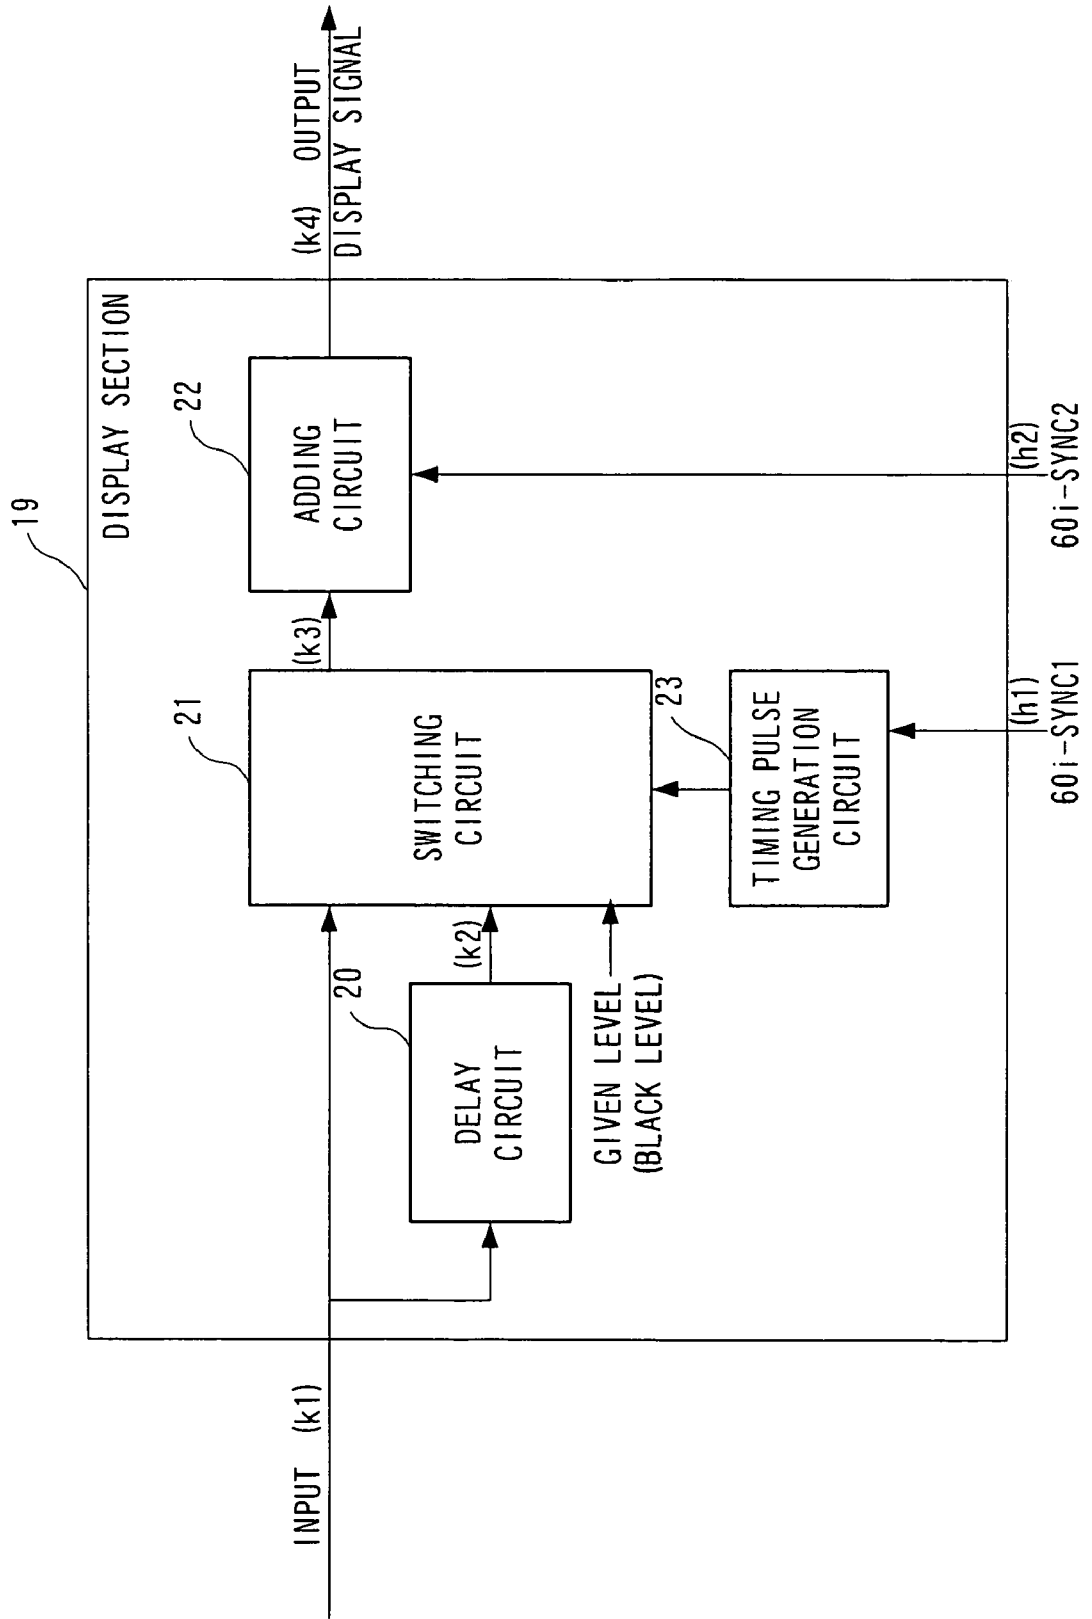 19
DISPLAY SECTION
INPUT (k1)
20
DELAY
CIRCUIT
(k2)
GIVEN LEVEL
(BLACK LEVEL)
21
SWITCHING
CIRCUIT
(k3)
23
TIMING PULSE
GENERATION
CIRCUIT
(h1)
60i-SYNC1
22
ADDING
CIRCUIT
(h2)
60i-SYNC2
(k4) OUTPUT
DISPLAY SIGNAL